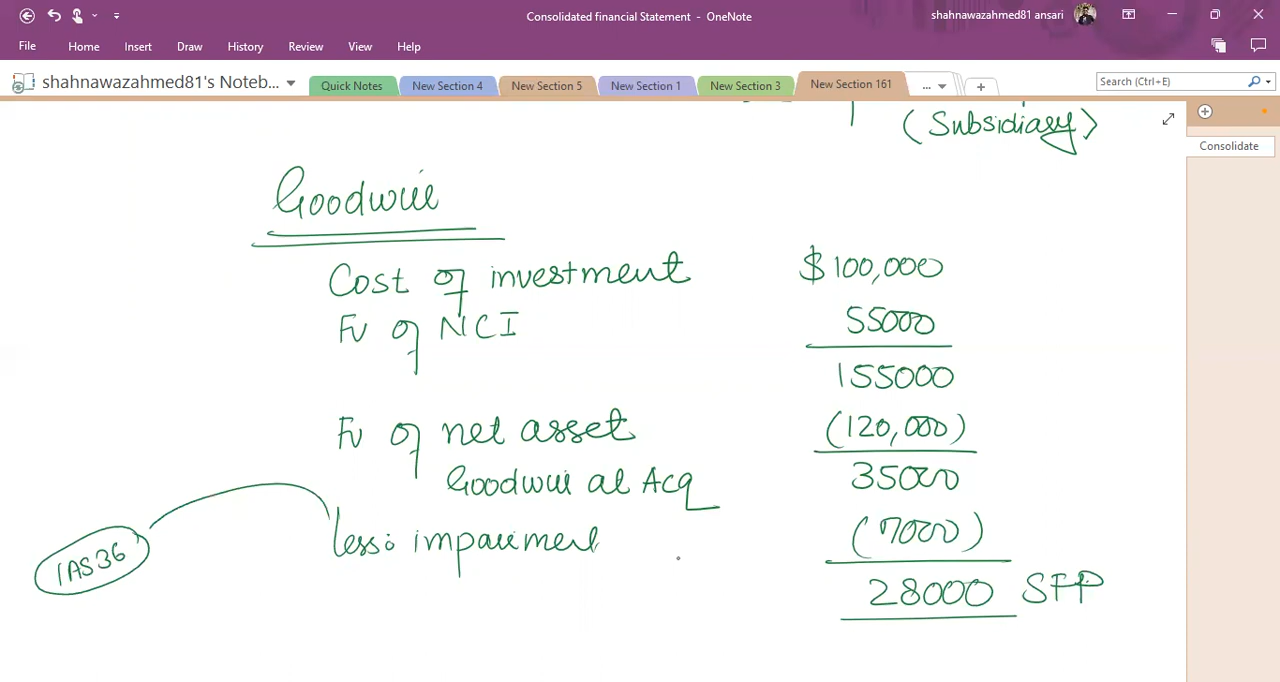 Consolidated financial Statement - OneNote
shahnawazahmed81 ansari
File Home Insert Draw History Review View Help
shahnawazahmed81's Noteb...
Quick Notes New Section 4 New Section 5 New Section 1 New Section 3 New Section 161 ...
Search (Ctrl+E)
Consolidate
(Subsidiary)
Goodwill
Cost of investment $100,000
Fv of NCI 55000
155000
Fv of net asset (120,000)
Goodwill at Acq 35000
less: impairment (7000)
IAS 36
28000 SFP